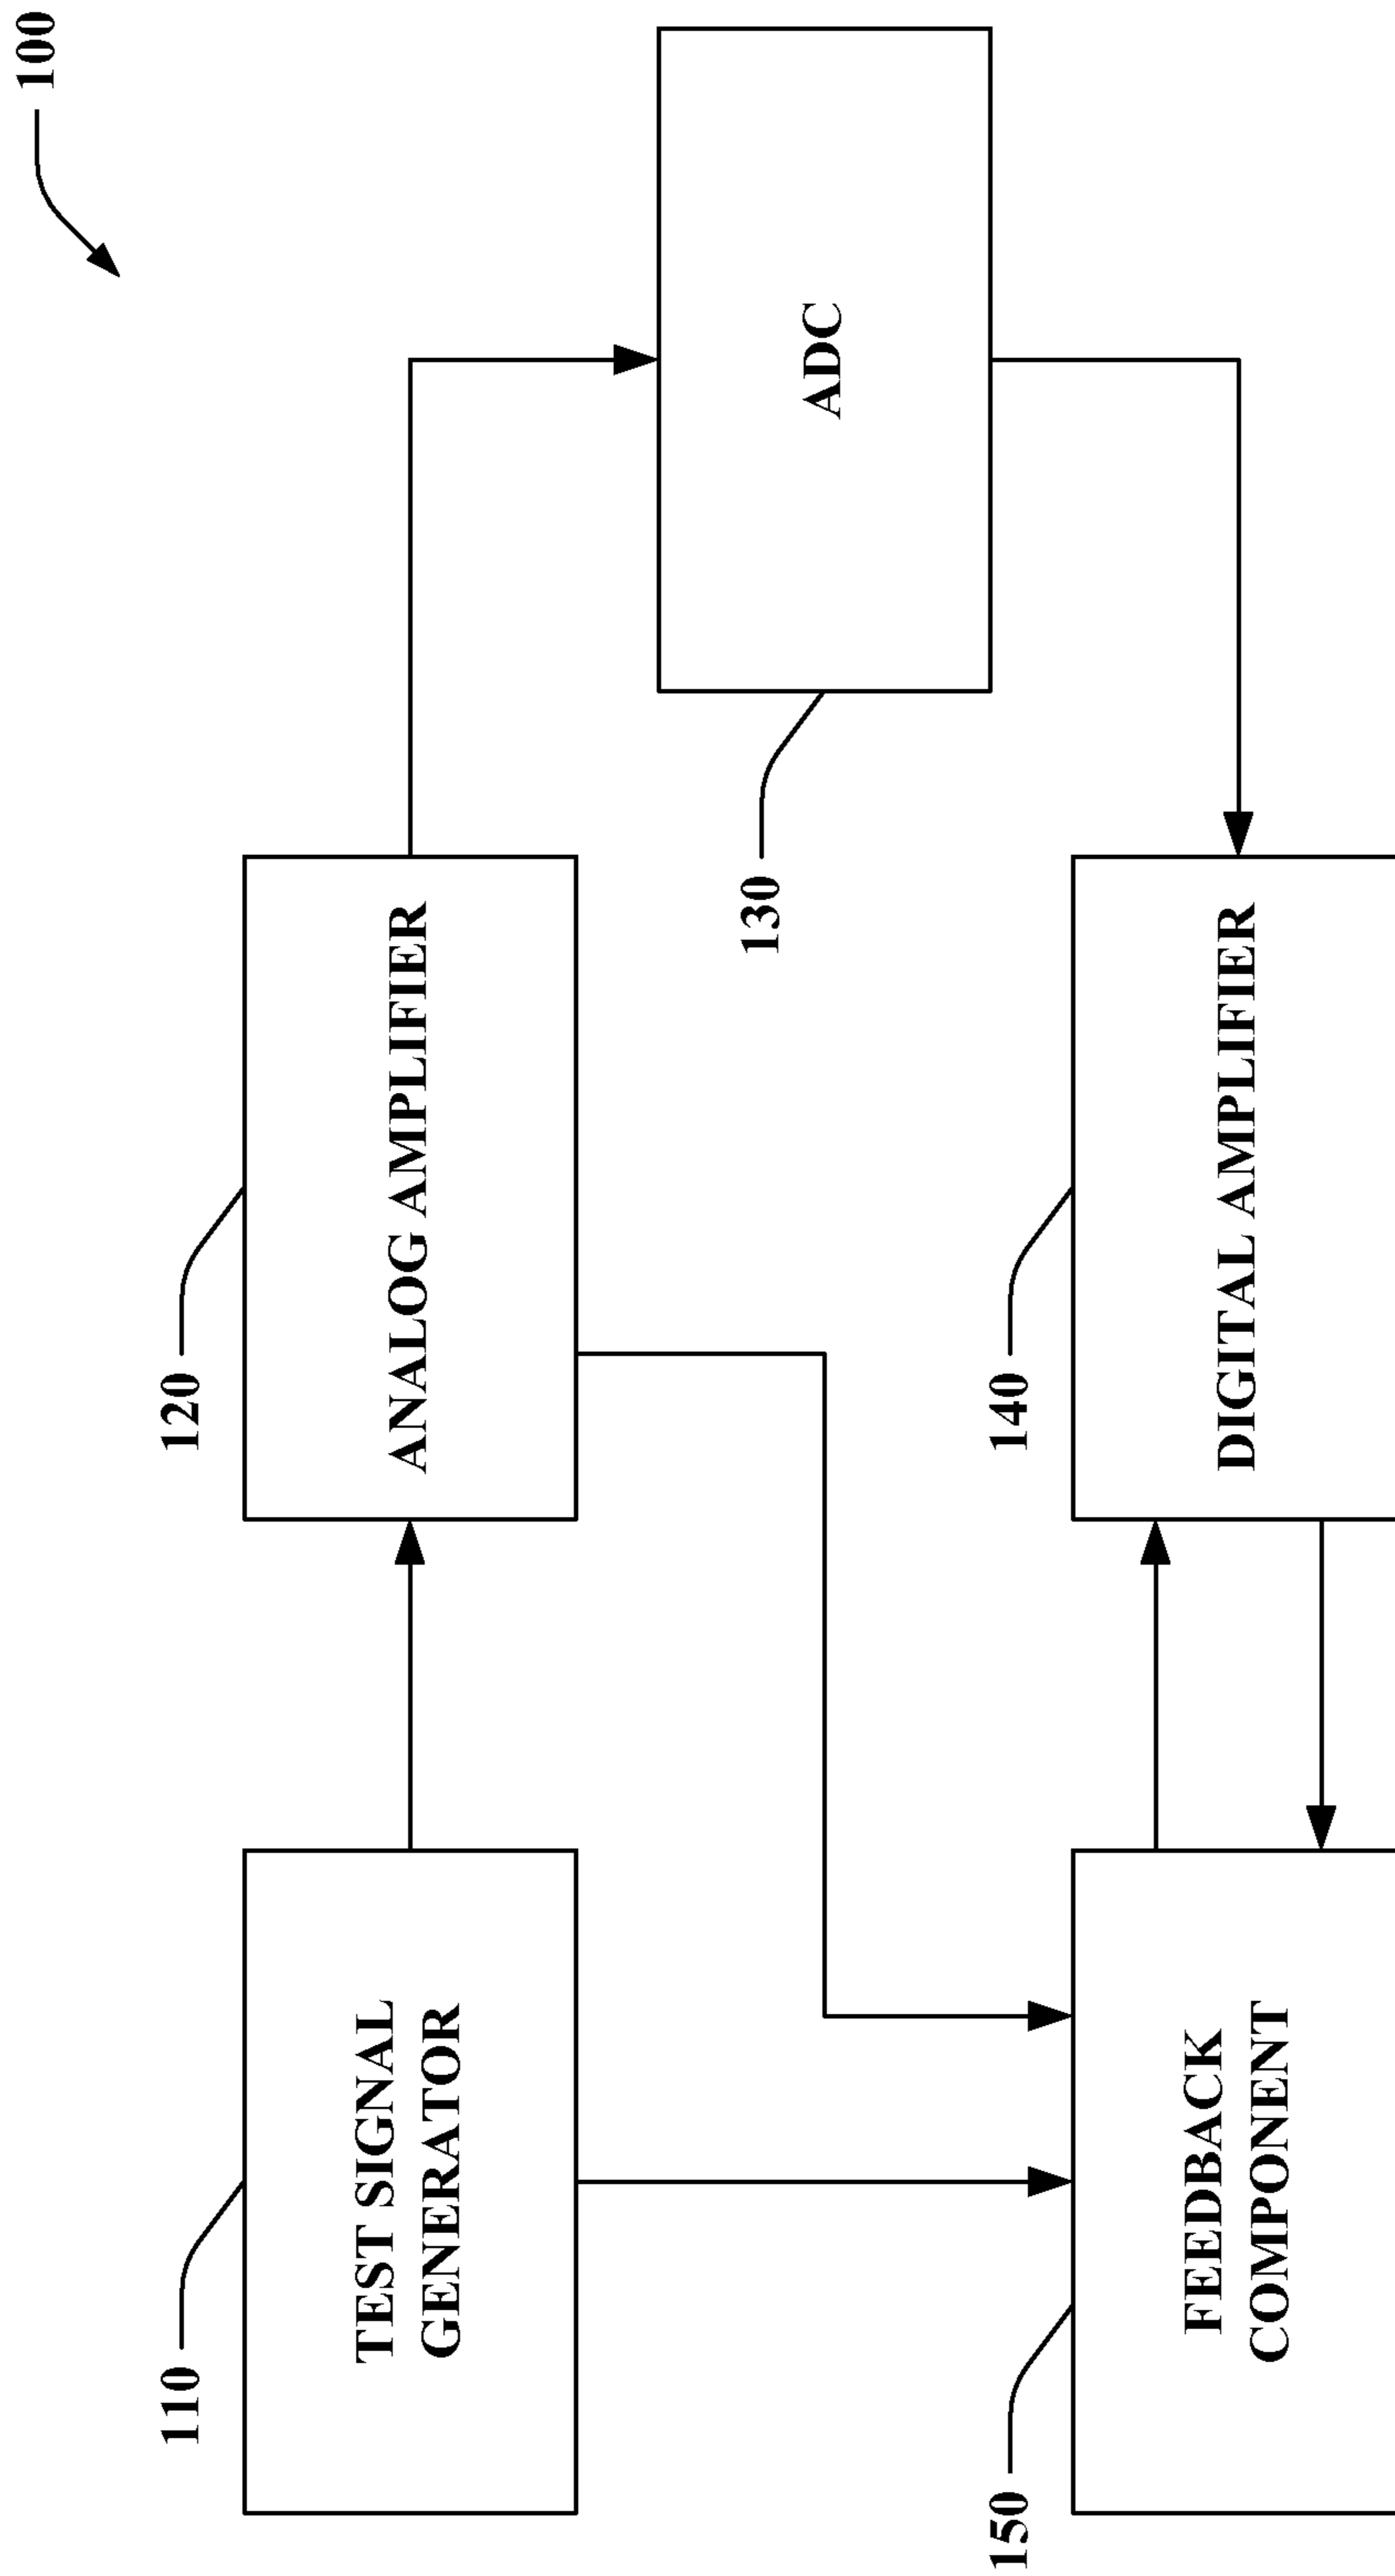 100
110
TEST SIGNAL
GENERATOR
120
ANALOG AMPLIFIER
130
ADC
140
DIGITAL AMPLIFIER
150
FEEDBACK
COMPONENT